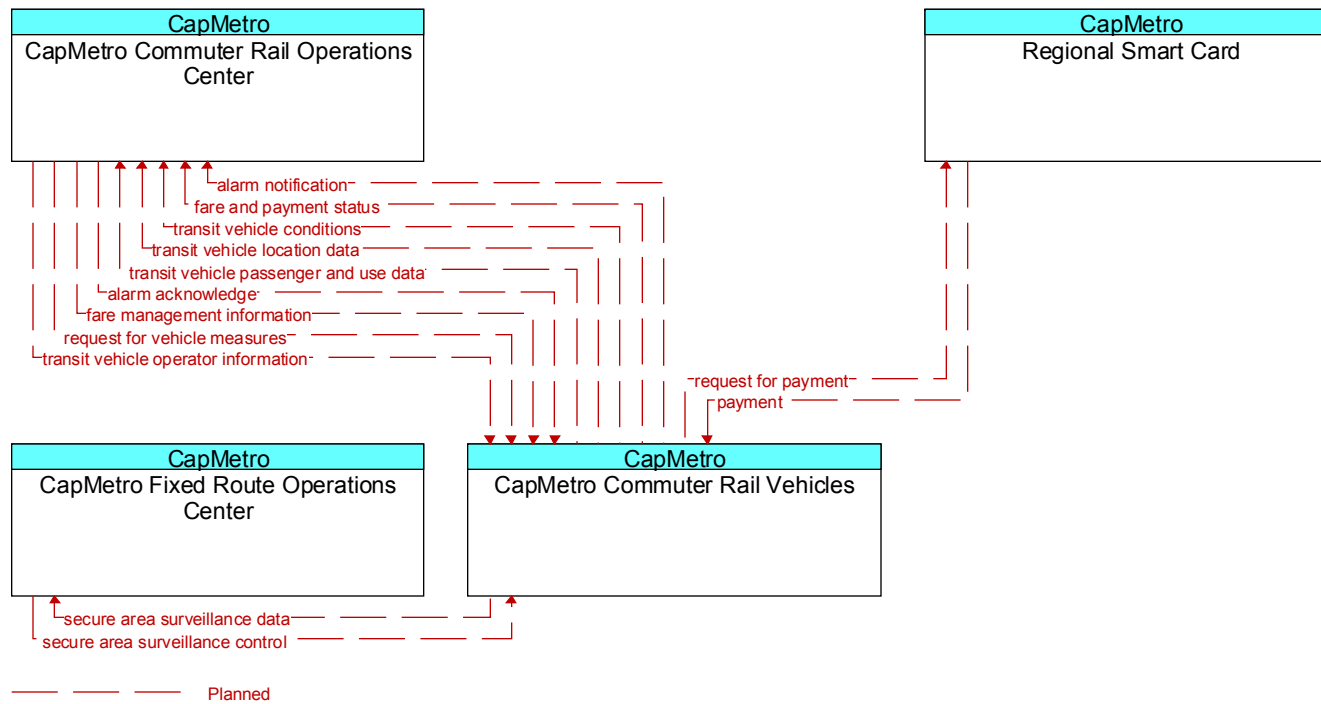 CapMetro
CapMetro Commuter Rail Operations
Center
CapMetro
Regional Smart Card
alarm notification
fare and payment status
transit vehicle conditions
transit vehicle location data
transit vehicle passenger and use data
alarm acknowledge
fare management information
request for vehicle measures
transit vehicle operator information
request for payment
payment
CapMetro
CapMetro Fixed Route Operations
Center
CapMetro
CapMetro Commuter Rail Vehicles
secure area surveillance data
secure area surveillance control
Planned